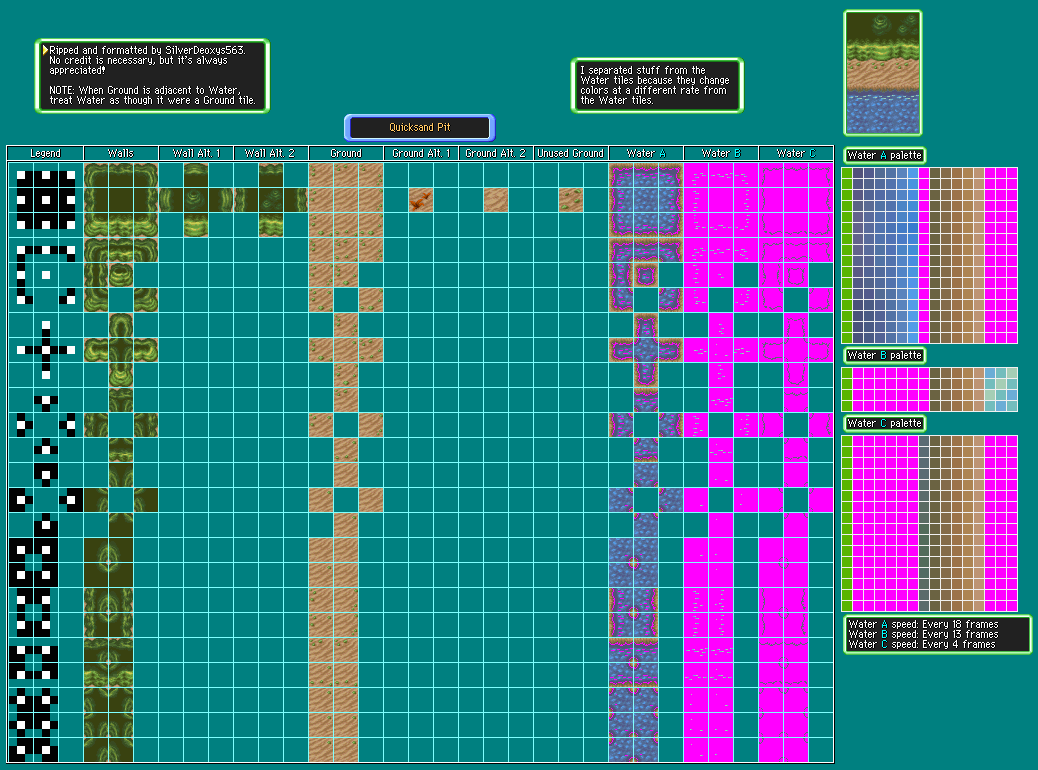 Ripped and formatted by SilverDeoxys563.
No credit is necessary, but it's always
appreciated!
NOTE: When Ground is adjacent to Water,
treat Water as though it were a Ground tile.
I separated stuff from the
Water tiles because they change
colors at a different rate from
the Water tiles.
Quicksand Pit
Legend Walls Wall Alt. 1 Wall Alt. 2 Ground Ground Alt. 1 Ground Alt. 2 Unused Ground Water A Water B Water C
Water A palette
Water B palette
Water C palette
Water A speed: Every 18 frames
Water B speed: Every 13 frames
Water C speed: Every 4 frames